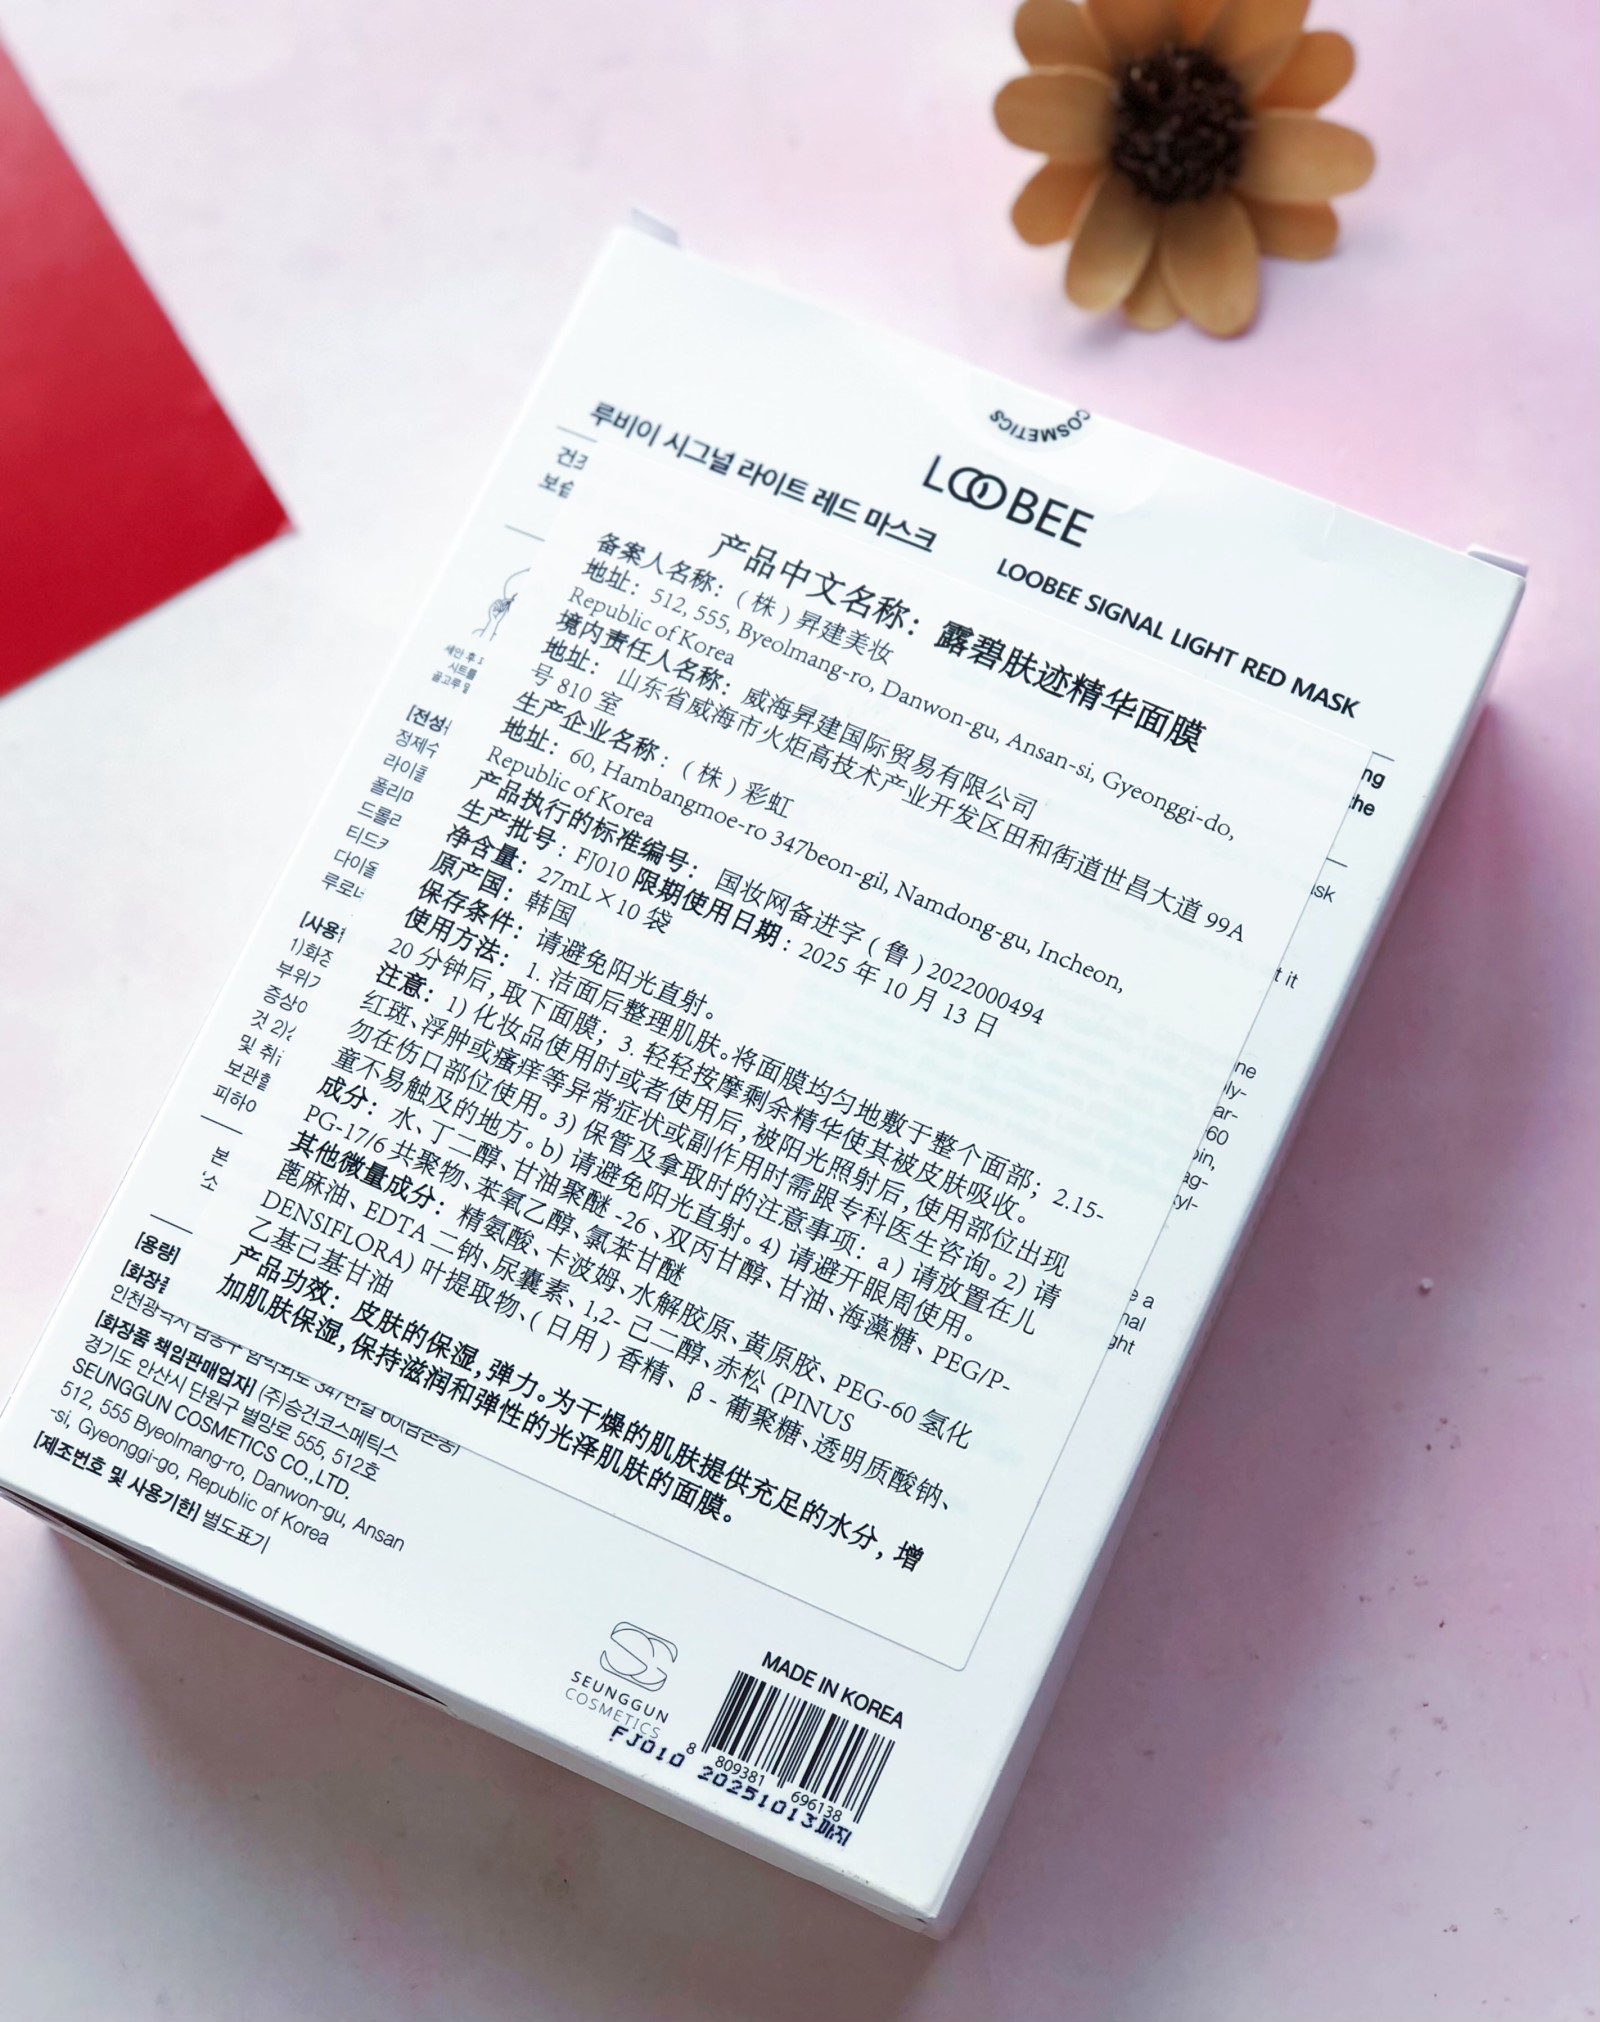 COSMETICS
LOOBEE
루비이 시그널 라이트 레드 마스크
LOOBEE SIGNAL LIGHT RED MASK
产品中文名称：露碧肤迹精华面膜
备案人名称：（株）昇建美妆
地址：512, 555, Byeolmang-ro, Danwon-gu, Ansan-si, Gyeonggi-do,
Republic of Korea
境内责任人名称：威海昇建国际贸易有限公司
地址：山东省威海市火炬高技术产业开发区田和街道世昌大道 99A
号 810 室
生产企业名称：（株）彩虹
地址：60, Hambangmoe-ro 347beon-gil, Namdong-gu, Incheon,
Republic of Korea
产品执行的标准编号：国妆网备进字（鲁）2022000494
生产批号：FJ010 限期使用日期：2025 年 10 月 13 日
净含量：27mL×10 袋
原产国：韩国
保存条件：请避免阳光直射。
使用方法：1. 洁面后整理肌肤。将面膜均匀地敷于整个面部；2.15-
20 分钟后,取下面膜；3. 轻轻按摩剩余精华使其被皮肤吸收。
注意：1) 化妆品使用时或者使用后,被阳光照射后,使用部位出现
红斑、浮肿或瘙痒等异常症状或副作用时需跟专科医生咨询。2) 请
勿在伤口部位使用。3) 保管及拿取时的注意事项：a) 请放置在儿
童不易触及的地方。b) 请避免阳光直射。4) 请避开眼周使用。
成分：水、丁二醇、甘油聚醚 -26、双丙甘醇、甘油、海藻糖、PEG/P-
PG-17/6 共聚物、苯氧乙醇、氯苯甘醚
其他微量成分：精氨酸、卡波姆、水解胶原、黄原胶、PEG-60 氢化
蓖麻油、EDTA 二钠、尿囊素、1,2- 己二醇、赤松 (PINUS
DENSIFLORA) 叶提取物、（日用）香精、β - 葡聚糖、透明质酸钠、
乙基己基甘油
产品功效：皮肤的保湿,弹力。为干燥的肌肤提供充足的水分，增
加肌肤保湿,保持滋润和弹性的光泽肌肤的面膜。
[용량]
[화장품 책임판매업자] (주)승건코스메틱스
경기도 안산시 단원구 별망로 555, 512호
SEUNGGUN COSMETICS CO.,LTD.
512, 555 Byeolmang-ro, Danwon-gu, Ansan
-si, Gyeonggi-go, Republic of Korea
[제조번호 및 사용기한] 별도표기
SEUNGGUN
COSMETICS
MADE IN KOREA
8 809381 696138
FJ010 20251013까지